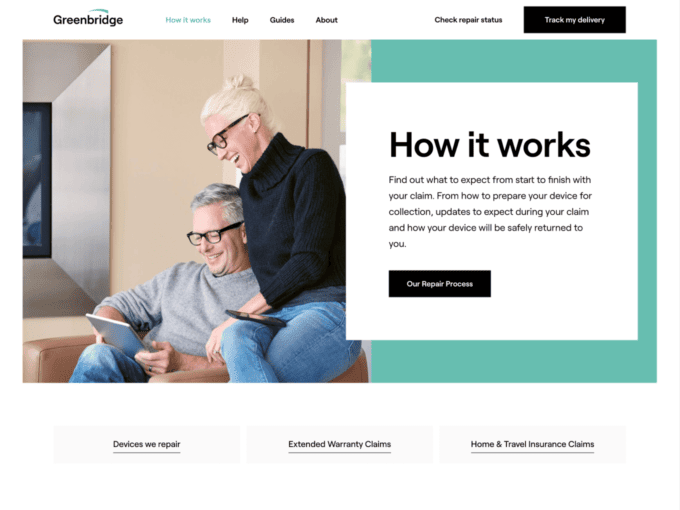 Greenbridge
How it works
Help
Guides
About
Check repair status
Track my delivery
How it works
Find out what to expect from start to finish with
your claim. From how to prepare your device for
collection, updates to expect during your claim
and how your device will be safely returned to
you.
Our Repair Process
Devices we repair
Extended Warranty Claims
Home & Travel Insurance Claims